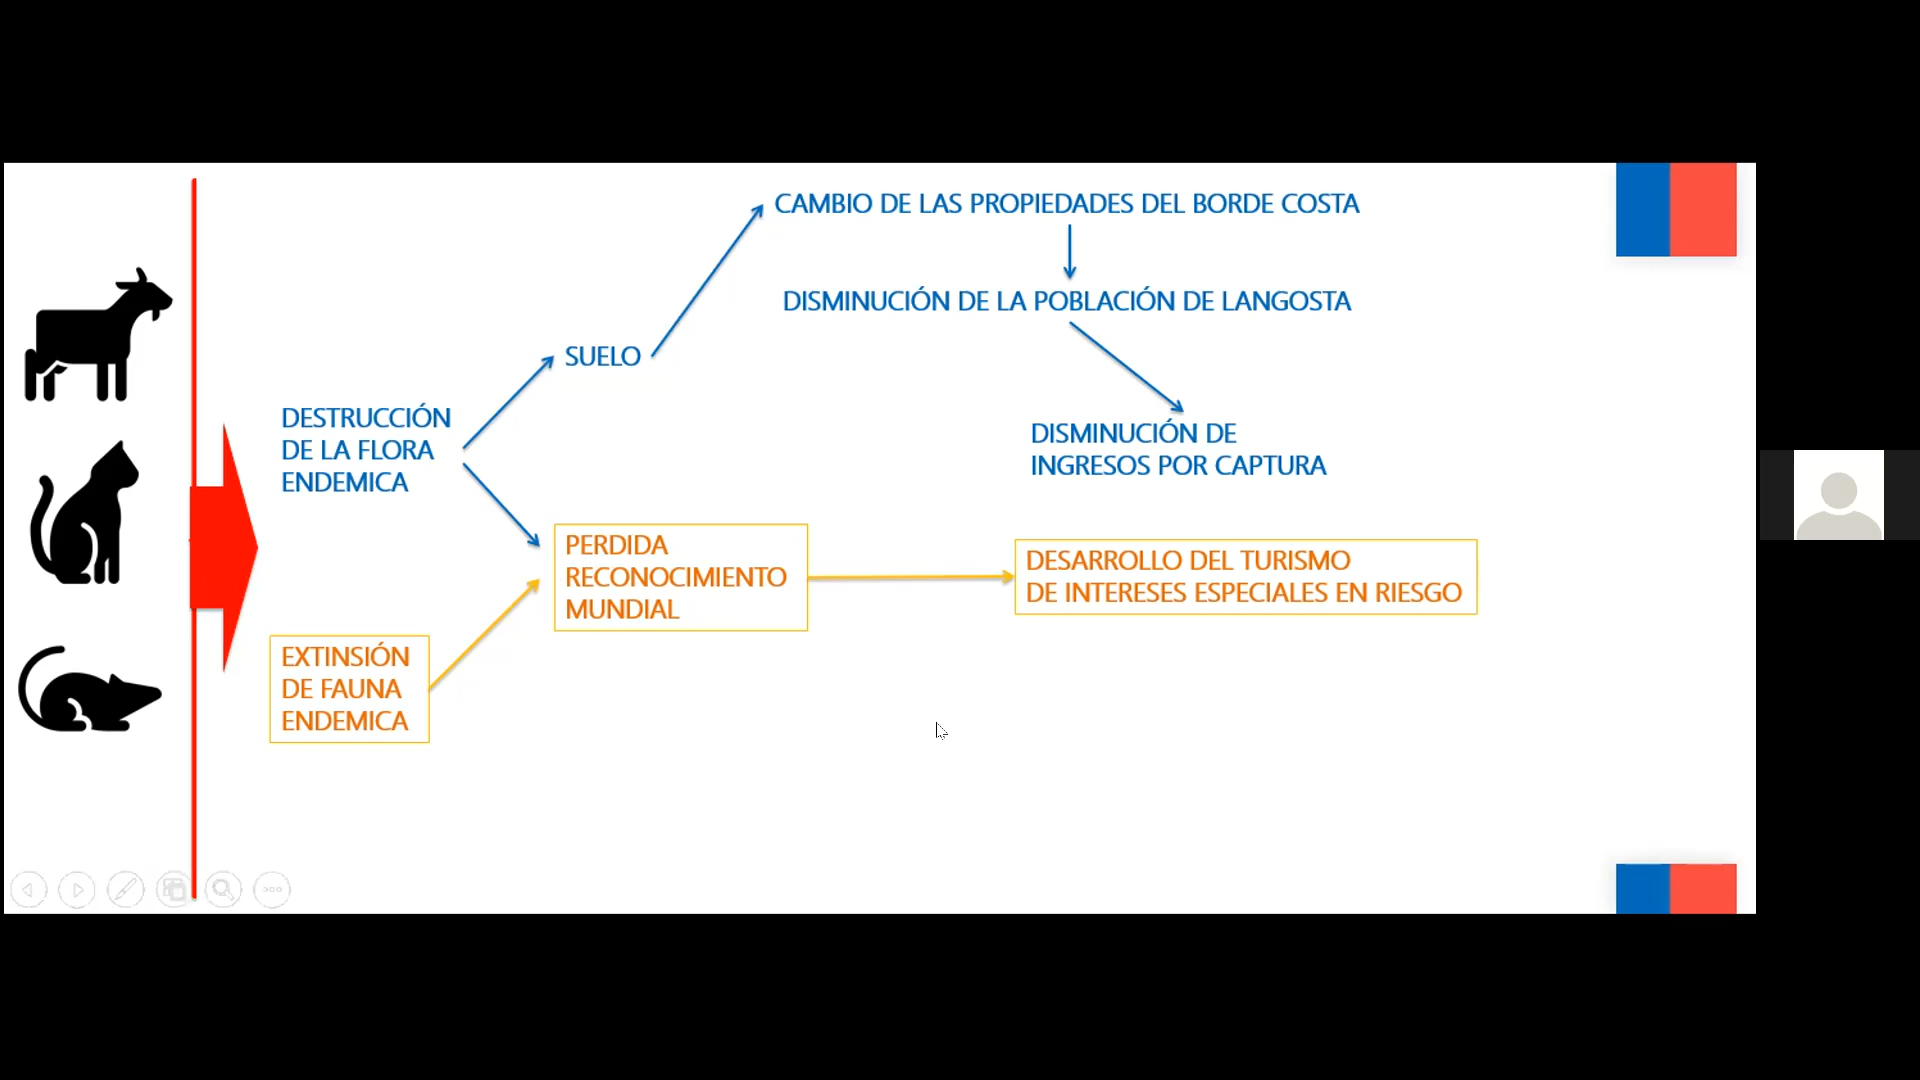 CAMBIO DE LAS PROPIEDADES DEL BORDE COSTA
DISMINUCIÓN DE LA POBLACIÓN DE LANGOSTA
SUELO
DESTRUCCIÓN
DE LA FLORA
ENDEMICA
DISMINUCIÓN DE
INGRESOS POR CAPTURA
PERDIDA
RECONOCIMIENTO
MUNDIAL
DESARROLLO DEL TURISMO
DE INTERESES ESPECIALES EN RIESGO
EXTINSIÓN
DE FAUNA
ENDEMICA